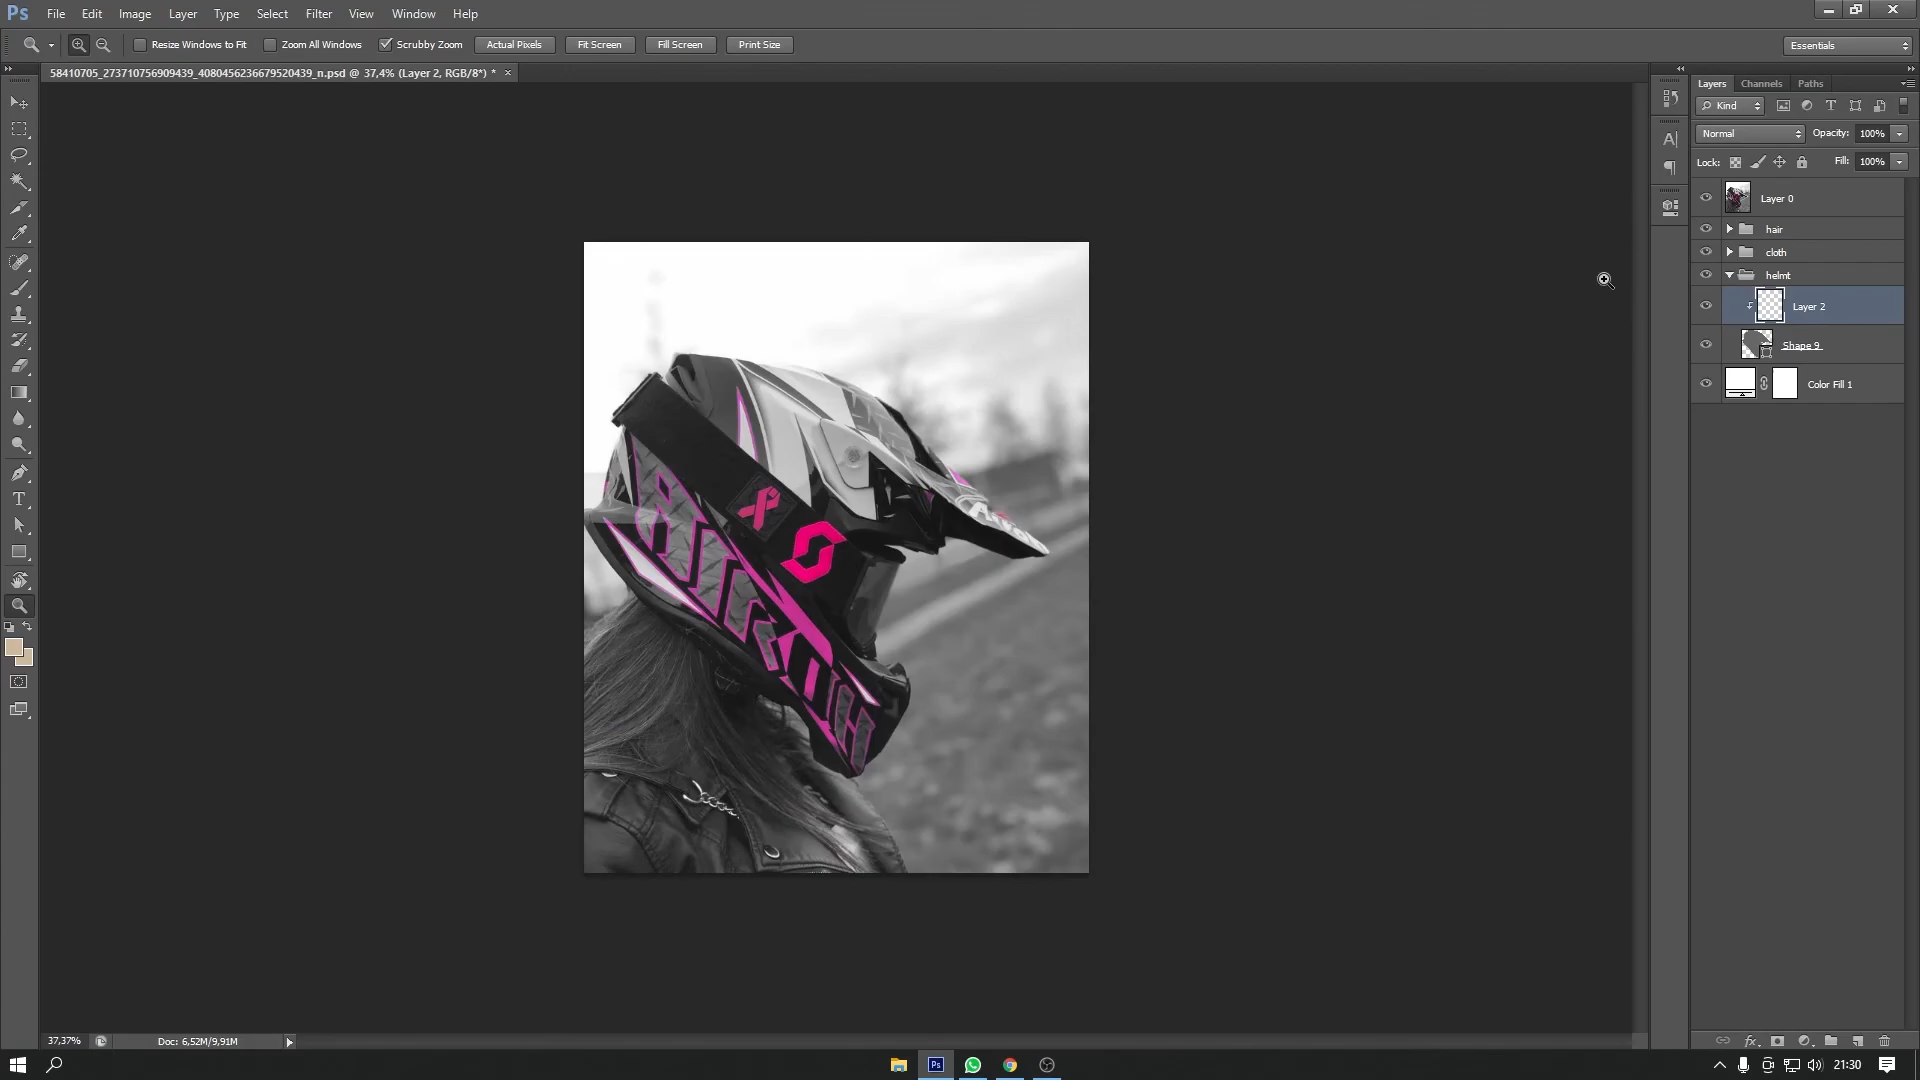 Ps File Edit Image Layer Type Select Filter View Window Help
Resize Windows to Fit Zoom All Windows Scrubby Zoom Actual Pixels Fit Screen Fill Screen Print Size Essentials
58410705_273710756909439_4080456236679520439_n.psd @ 37,4% (Layer 2, RGB/8*) * ×
Layers Channels Paths
Kind
Normal Opacity: 100%
Lock: Fill: 100%
Layer 0
hair
cloth
helmt
Layer 2
Shape 9
Color Fill 1
37,37% Doc: 6,52M/9,91M
Ps 21:30